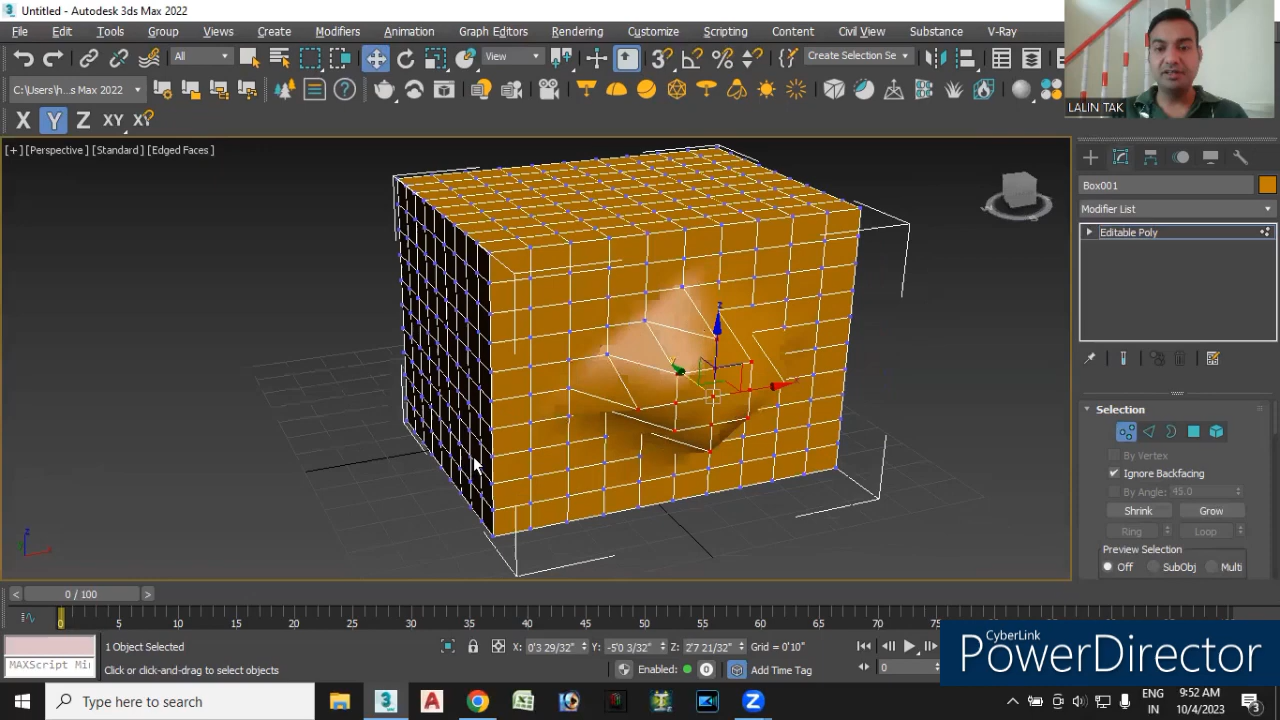 Untitled - Autodesk 3ds Max 2022
File Edit Tools Group Views Create Modifiers Animation Graph Editors Rendering Customize Scripting Content Civil View Substance V-Ray
All View Create Selection Se
C:\Users\h...s Max 2022
LALIN TAK
X Y Z XY XY
[+] [Perspective] [Standard] [Edged Faces]
Box001
Modifier List
Editable Poly
z
Selection
By Vertex
Ignore Backfacing
By Angle: 45.0
Shrink Grow
Ring Loop
Preview Selection
Off SubObj Multi
< 0 / 100 >
0 5 10 15 20 25 30 35 40 45 50 55 60 65 70 75 80
1 Object Selected
X: 0'3 29/32" Y: -5'0 3/32" Z: 2'7 21/32" Grid = 0'10"
MAXScript Mi
Click or click-and-drag to select objects
Enabled: 0 Add Time Tag
0
CyberLink
PowerDirector
Type here to search
ENG
IN
9:52 AM
10/4/2023
3